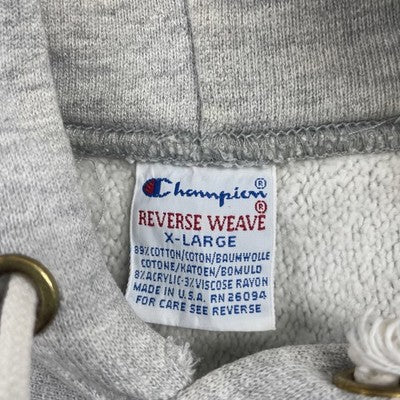 Champion®
REVERSE WEAVE®
X-LARGE
89% COTTON/COTON/BAUMWOLLE
COTONE/KATOEN/BOMULD
8% ACRYLIC·3% VISCOSE RAYON
MADE IN U.S.A. RN 26094
FOR CARE SEE REVERSE